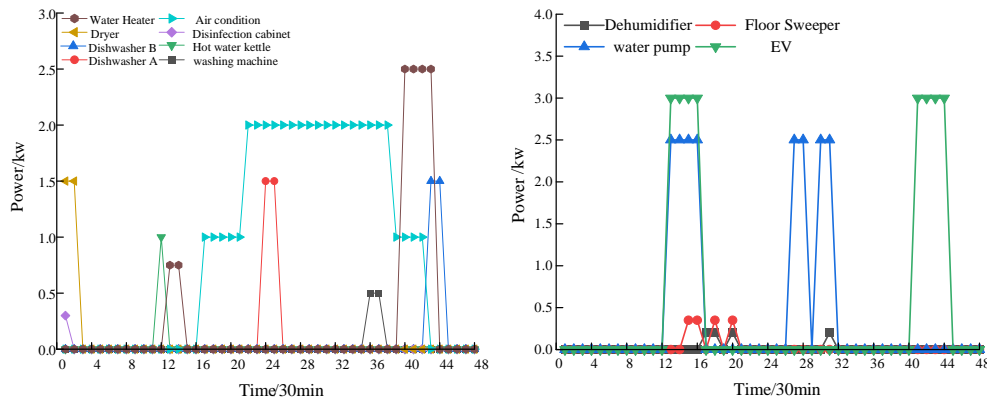 Water Heater Air condition
Dryer Disinfection cabinet
Dishwasher B Hot water kettle
Dishwasher A washing machine
3.0
2.5
2.0
1.5
1.0
0.5
0.0
Power/kw
0 4 8 12 16 20 24 28 32 36 40 44 48
Time/30min
Dehumidifier Floor Sweeper
water pump EV
4.0
3.5
3.0
2.5
2.0
1.5
1.0
0.5
0.0
Power /kw
0 4 8 12 16 20 24 28 32 36 40 44 48
Time/30min